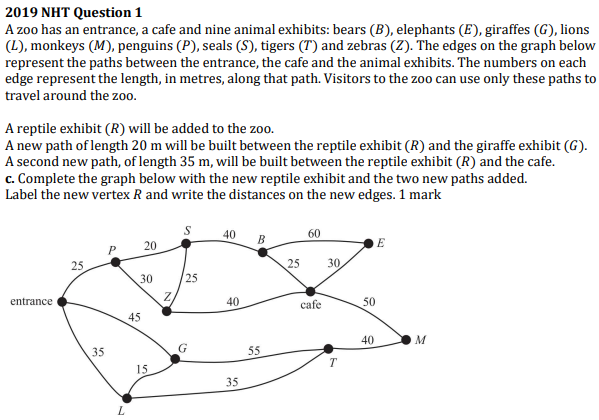 2019 NHT Question 1
A zoo has an entrance, a cafe and nine animal exhibits: bears (B), elephants (E), giraffes (G), lions
(L), monkeys (M), penguins (P), seals (S), tigers (T) and zebras (Z). The edges on the graph below
represent the paths between the entrance, the cafe and the animal exhibits. The numbers on each
edge represent the length, in metres, along that path. Visitors to the zoo can use only these paths to
travel around the zoo.
A reptile exhibit (R) will be added to the zoo.
A new path of length 20 m will be built between the reptile exhibit (R) and the giraffe exhibit (G).
A second new path, of length 35 m, will be built between the reptile exhibit (R) and the cafe.
c. Complete the graph below with the new reptile exhibit and the two new paths added.
Label the new vertex R and write the distances on the new edges. 1 mark
S
40
60
B
P
20
E
25
25
30
30
25
Z
entrance
40
cafe
50
45
40
M
35
G
55
T
15
35
L